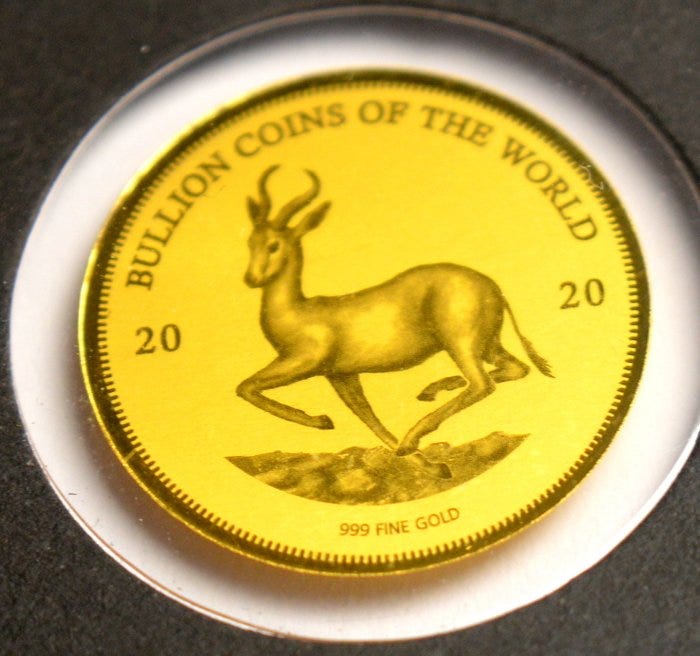 BULLION COINS OF THE WORLD
20 20
999 FINE GOLD